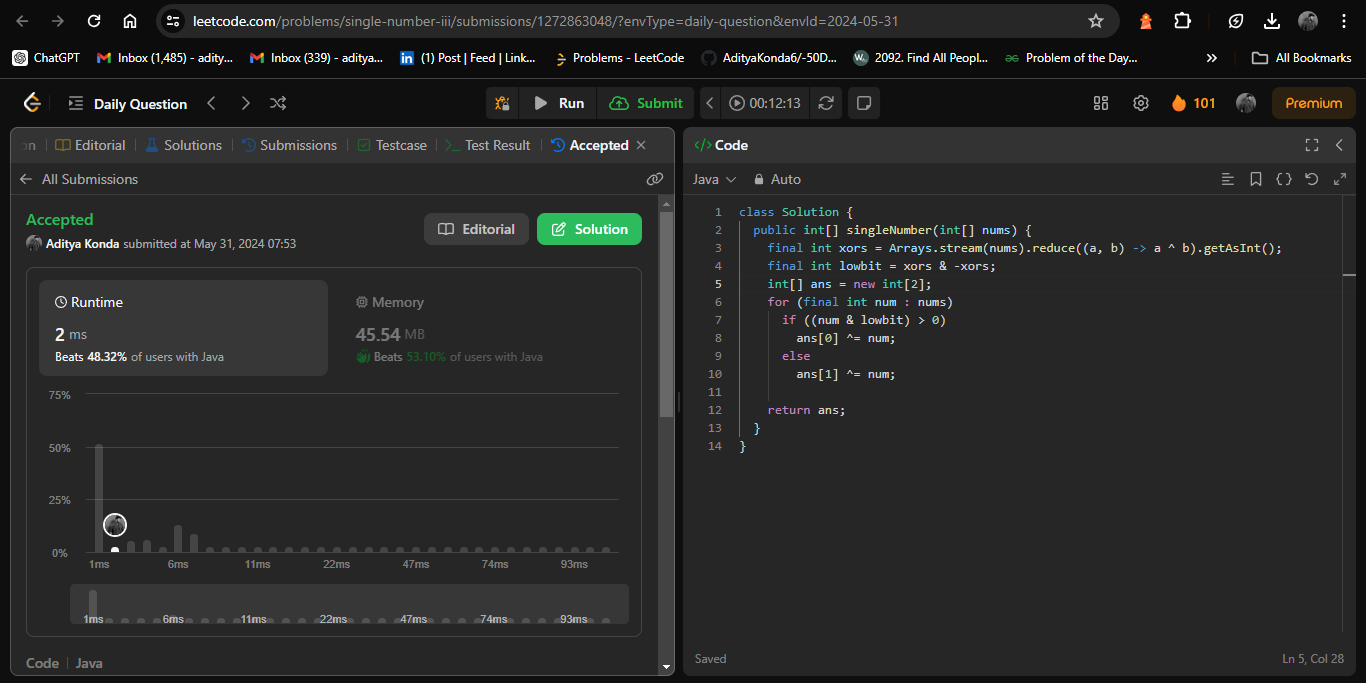 leetcode.com/problems/single-number-iii/submissions/1272863048/?envType=daily-question&envId=2024-05-31
ChatGPT
Inbox (1,485) - adity...
Inbox (339) - aditya...
(1) Post | Feed | Link...
Problems - LeetCode
AdityaKonda6/-50D...
2092. Find All Peopl...
Problem of the Day...
All Bookmarks
Daily Question
Run
Submit
00:12:13
101
Premium
on
Editorial
Solutions
Submissions
Testcase
Test Result
Accepted
All Submissions
Accepted
Aditya Konda submitted at May 31, 2024 07:53
Editorial
Solution
Runtime
2 ms
Beats 48.32% of users with Java
Memory
45.54 MB
Beats 53.10% of users with Java
75%
50%
25%
0%
1ms 6ms 11ms 22ms 47ms 74ms 93ms
1ms 6ms 11ms 22ms 47ms 74ms 93ms
Code | Java
</> Code
Java
Auto
1 class Solution {
2 public int[] singleNumber(int[] nums) {
3 final int xors = Arrays.stream(nums).reduce((a, b) -> a ^ b).getAsInt();
4 final int lowbit = xors & -xors;
5 int[] ans = new int[2];
6 for (final int num : nums)
7 if ((num & lowbit) > 0)
8 ans[0] ^= num;
9 else
10 ans[1] ^= num;
11
12 return ans;
13 }
14 }
Saved
Ln 5, Col 28